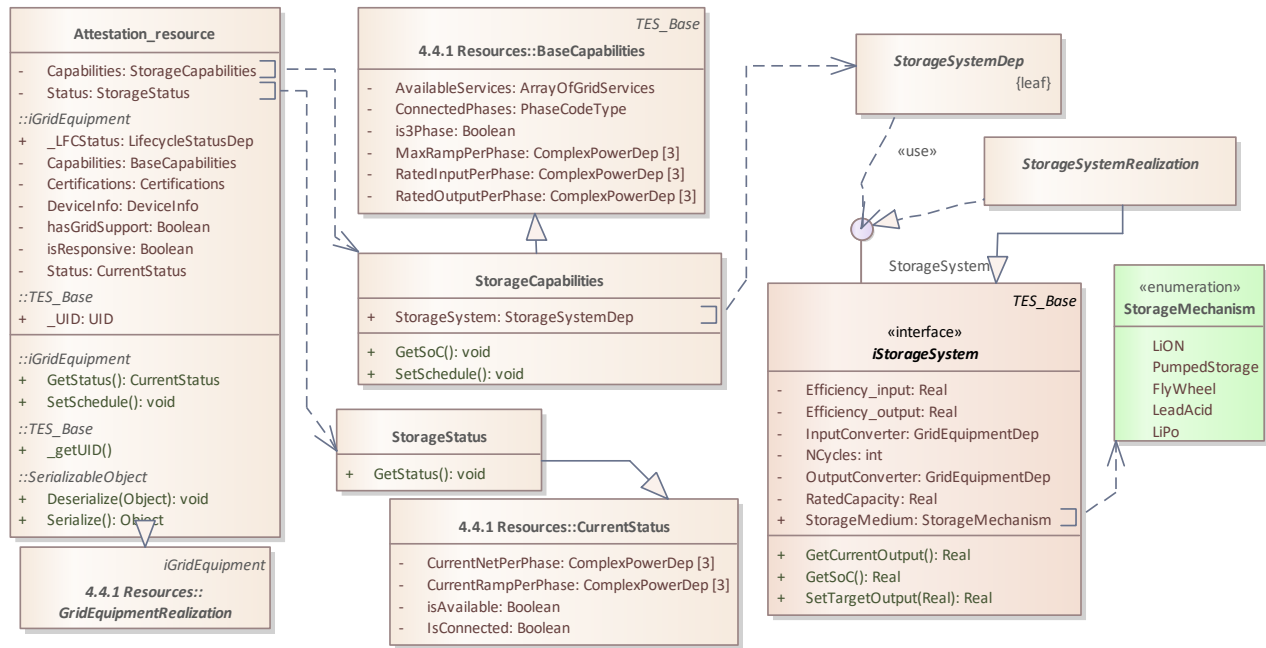 Attestation_resource
- Capabilities: StorageCapabilities
- Status: StorageStatus
::iGridEquipment
+ _LFCStatus: LifecycleStatusDep
- Capabilities: BaseCapabilities
- Certifications: Certifications
- DeviceInfo: DeviceInfo
- hasGridSupport: Boolean
- isResponsive: Boolean
- Status: CurrentStatus
::TES_Base
+ _UID: UID
::iGridEquipment
+ GetStatus(): CurrentStatus
+ SetSchedule(): void
::TES_Base
+ _getUID()
::SerializableObject
+ Deserialize(Object): void
+ Serialize(): Object
iGridEquipment
4.4.1 Resources::
GridEquipmentRealization
TES_Base
4.4.1 Resources::BaseCapabilities
- AvailableServices: ArrayOfGridServices
- ConnectedPhases: PhaseCodeType
- is3Phase: Boolean
- MaxRampPerPhase: ComplexPowerDep [3]
- RatedInputPerPhase: ComplexPowerDep [3]
- RatedOutputPerPhase: ComplexPowerDep [3]
StorageCapabilities
+ StorageSystem: StorageSystemDep
+ GetSoC(): void
+ SetSchedule(): void
StorageStatus
+ GetStatus(): void
4.4.1 Resources::CurrentStatus
- CurrentNetPerPhase: ComplexPowerDep [3]
- CurrentRampPerPhase: ComplexPowerDep [3]
- isAvailable: Boolean
- IsConnected: Boolean
StorageSystemDep
{leaf}
«use»
StorageSystemRealization
StorageSystem
TES_Base
«interface»
iStorageSystem
- Efficiency_input: Real
- Efficiency_output: Real
- InputConverter: GridEquipmentDep
- NCycles: int
- OutputConverter: GridEquipmentDep
- RatedCapacity: Real
+ StorageMedium: StorageMechanism
+ GetCurrentOutput(): Real
+ GetSoC(): Real
+ SetTargetOutput(Real): Real
«enumeration»
StorageMechanism
LiON
PumpedStorage
FlyWheel
LeadAcid
LiPo